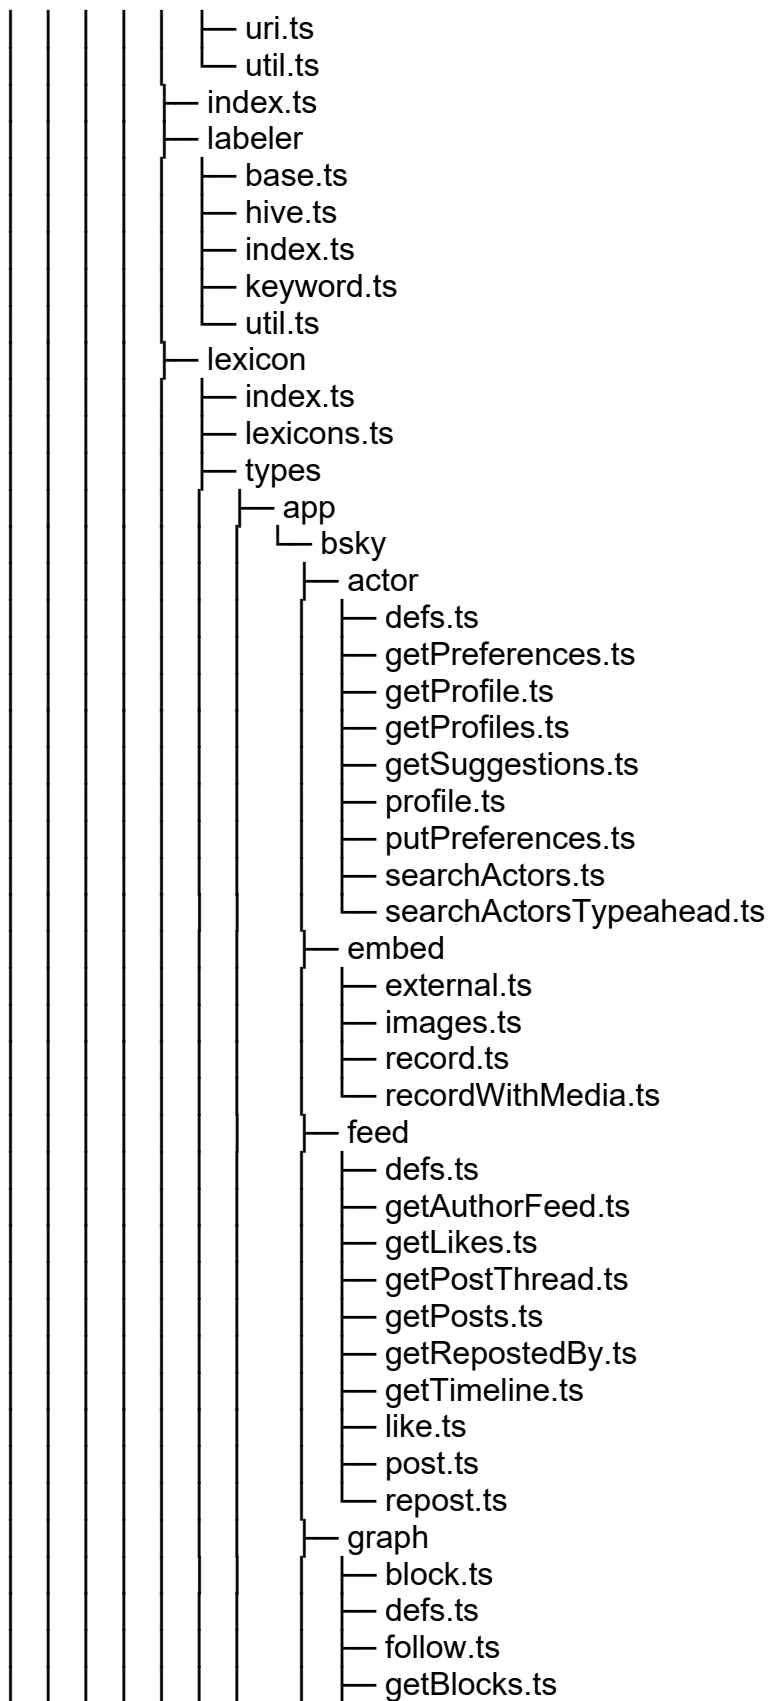 uri.ts
util.ts
index.ts
labeler
base.ts
hive.ts
index.ts
keyword.ts
util.ts
lexicon
index.ts
lexicons.ts
types
app
bsky
actor
defs.ts
getPreferences.ts
getProfile.ts
getProfiles.ts
getSuggestions.ts
profile.ts
putPreferences.ts
searchActors.ts
searchActorsTypeahead.ts
embed
external.ts
images.ts
record.ts
recordWithMedia.ts
feed
defs.ts
getAuthorFeed.ts
getLikes.ts
getPostThread.ts
getPosts.ts
getRepostedBy.ts
getTimeline.ts
like.ts
post.ts
repost.ts
graph
block.ts
defs.ts
follow.ts
getBlocks.ts